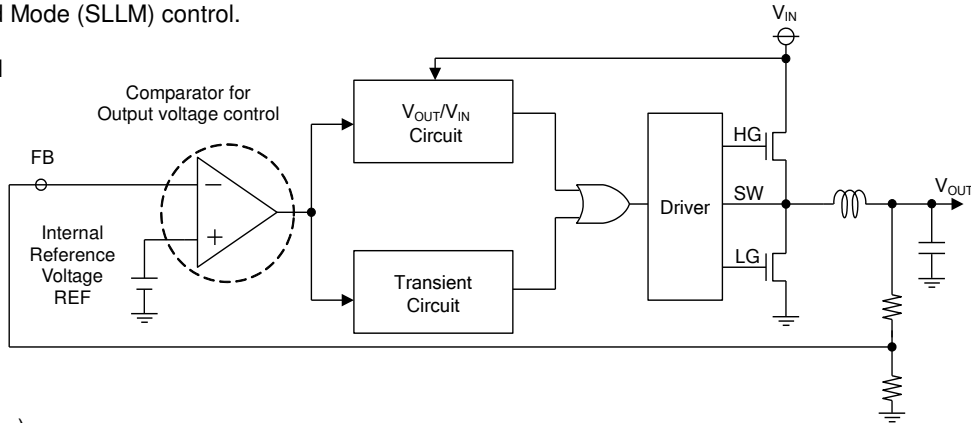 d Mode (SLLM) control.
VIN
Comparator for
Output voltage control
VOUT/VIN
Circuit
FB
HG
−
SW
VOUT
Driver
+
Internal
Reference
Voltage
REF
LG
Transient
Circuit
)